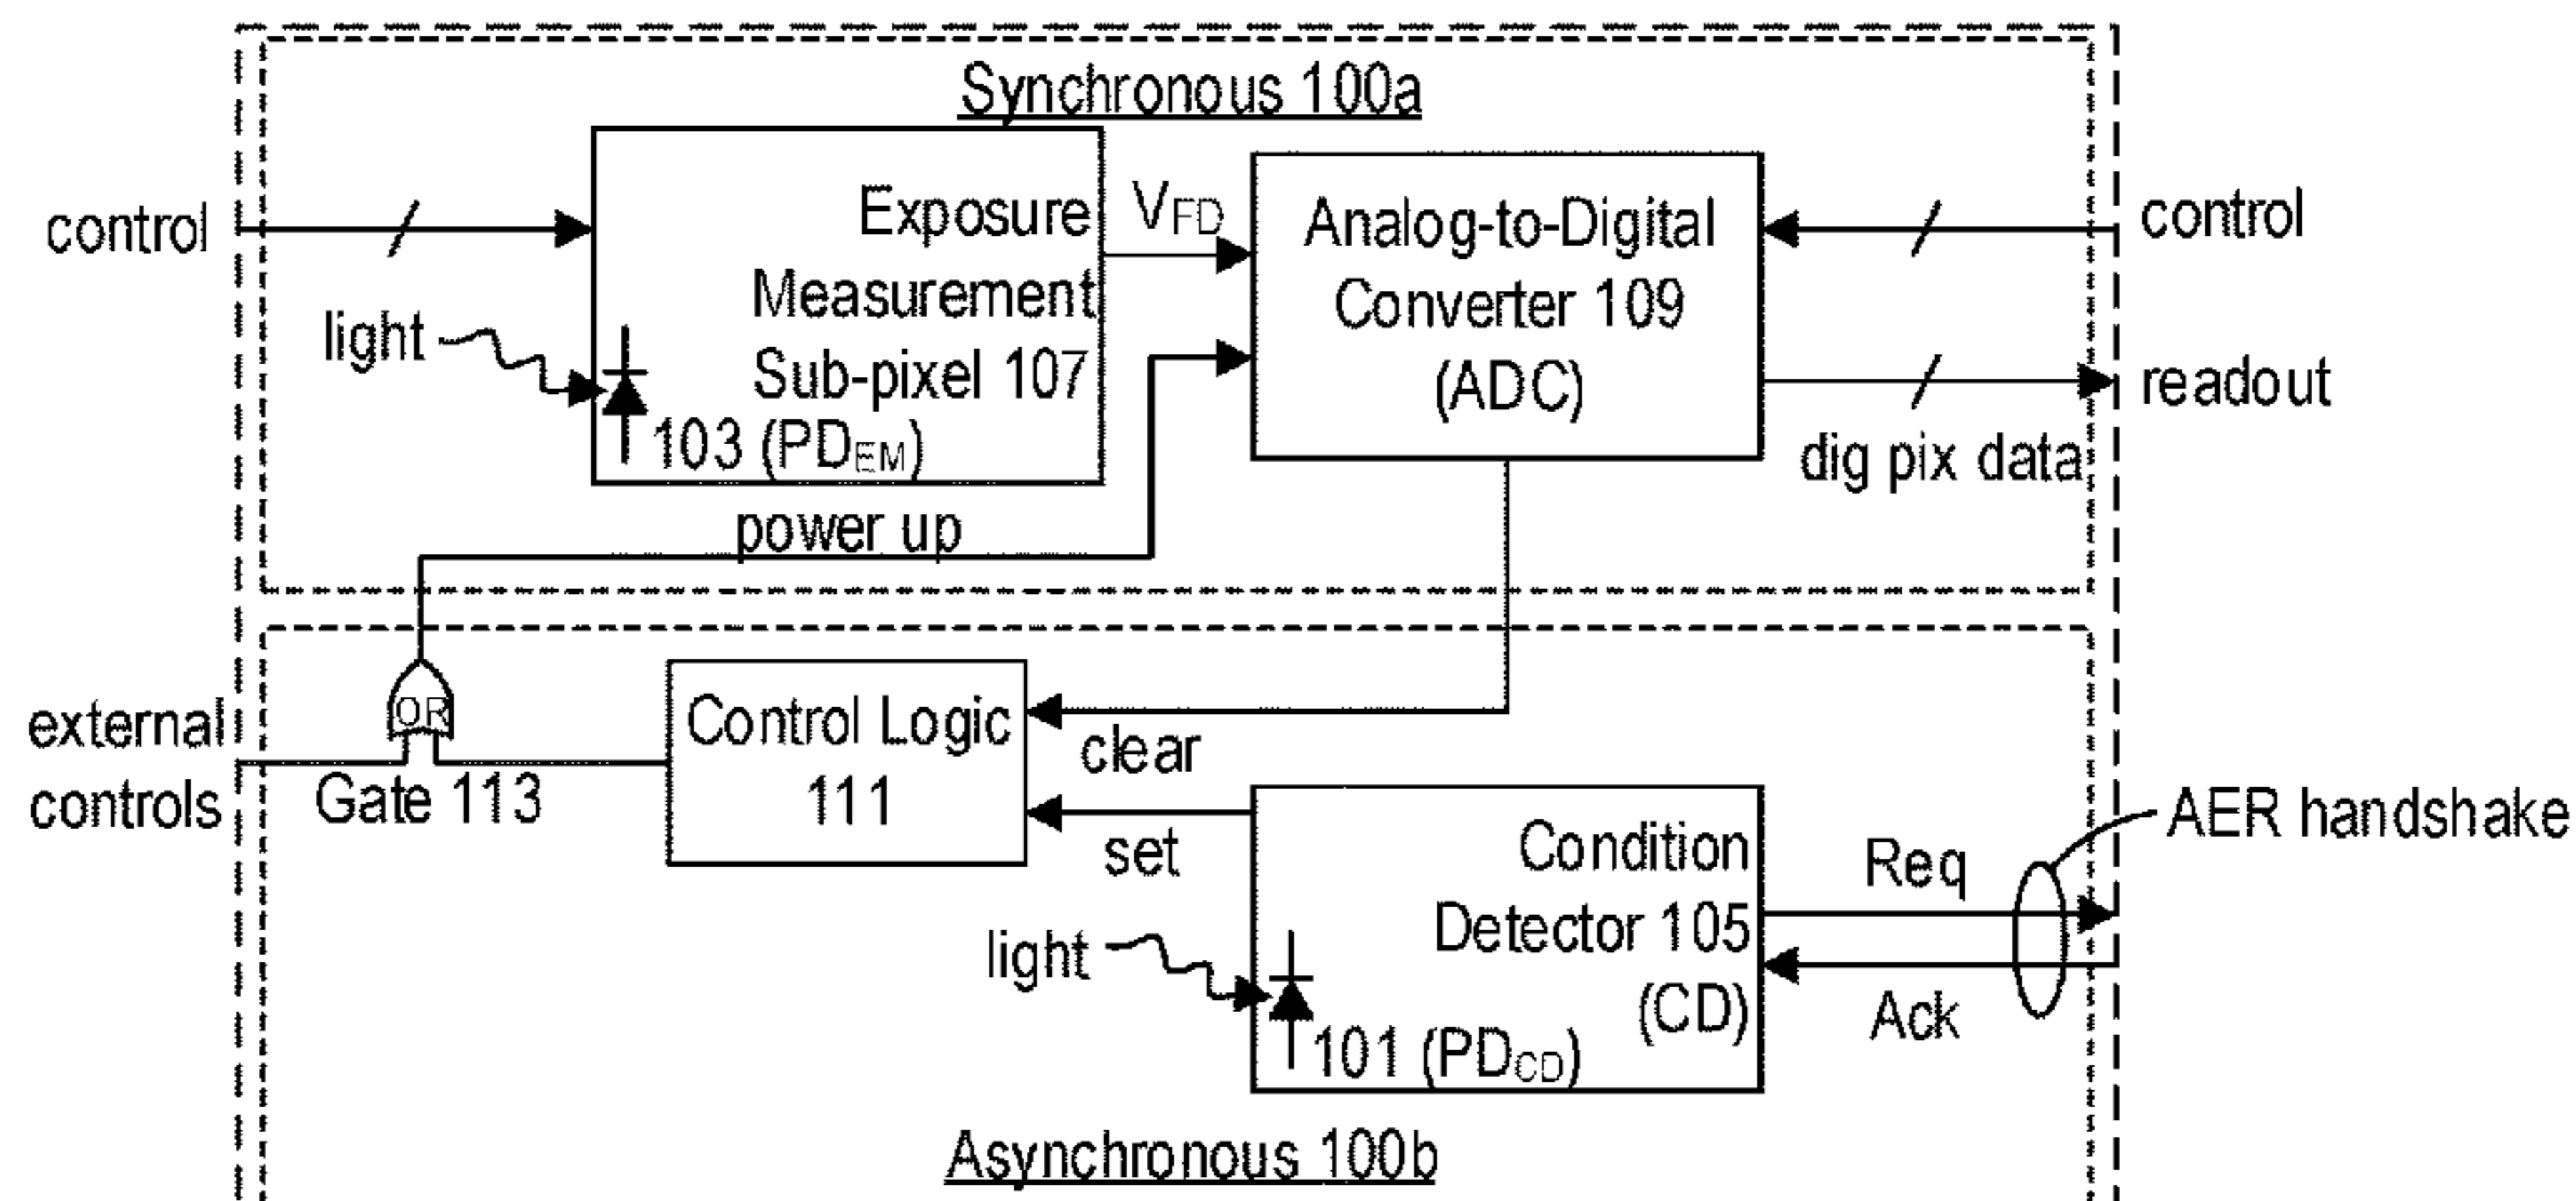 Synchronous 100a
control
light
Exposure
Measurement
Sub-pixel 107
103 (PDEM)
VFD
Analog-to-Digital
Converter 109
(ADC)
control
readout
dig pix data
power up
external
controls
OR
Gate 113
Control Logic
111
clear
set
light
Condition
Detector 105
(CD)
101 (PDCD)
Req
Ack
AER handshake
Asynchronous 100b